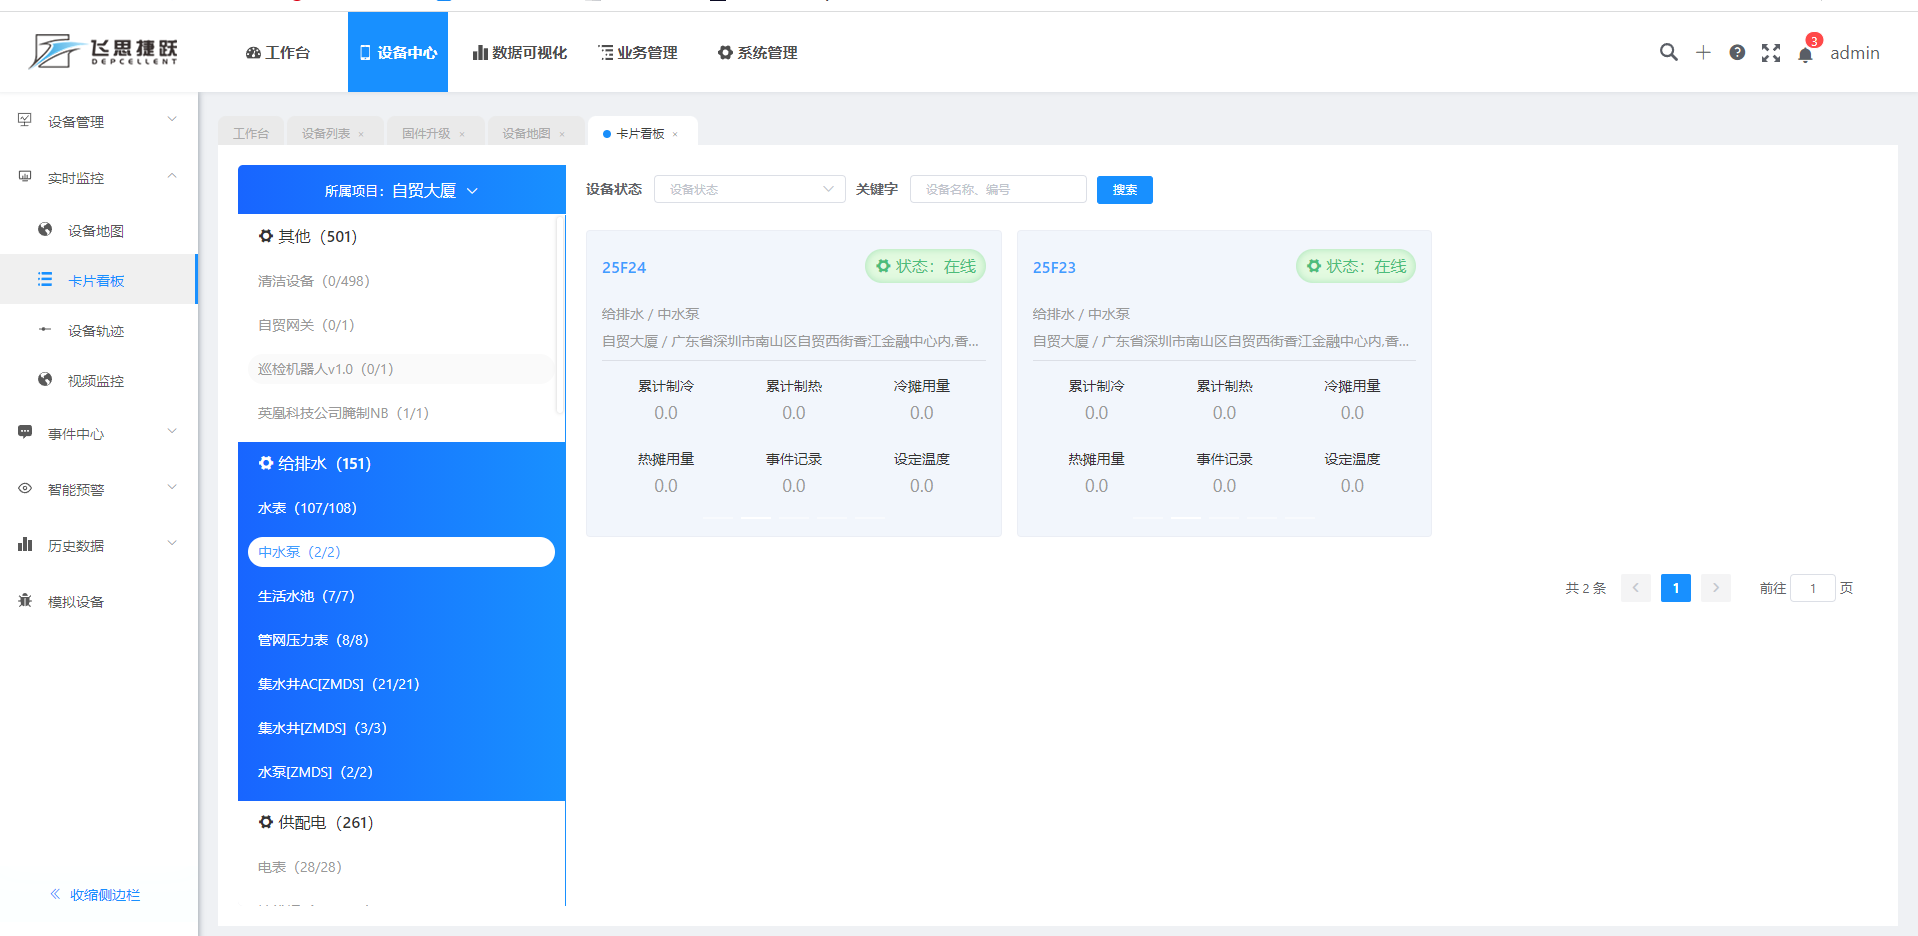 飞思捷跃
DEPCELLENT
工作台
设备中心
数据可视化
业务管理
系统管理
3
admin
设备管理
实时监控
设备地图
卡片看板
设备轨迹
视频监控
事件中心
智能预警
历史数据
模拟设备
收缩侧边栏
工作台
设备列表 ×
固件升级 ×
设备地图 ×
卡片看板 ×
所属项目：自贸大厦
其他（501）
清洁设备（0/498）
自贸网关（0/1）
巡检机器人v1.0（0/1）
英凰科技公司腌制NB（1/1）
给排水（151）
水表（107/108）
中水泵（2/2）
生活水池（7/7）
管网压力表（8/8）
集水井AC[ZMDS]（21/21）
集水井[ZMDS]（3/3）
水泵[ZMDS]（2/2）
供配电（261）
电表（28/28）
设备状态 设备状态 关键字 设备名称、编号 搜索
25F24
状态：在线
给排水 / 中水泵
自贸大厦 / 广东省深圳市南山区自贸西街香江金融中心内,香...
累计制冷 累计制热 冷摊用量
0.0 0.0 0.0
热摊用量 事件记录 设定温度
0.0 0.0 0.0
25F23
状态：在线
给排水 / 中水泵
自贸大厦 / 广东省深圳市南山区自贸西街香江金融中心内,香...
累计制冷 累计制热 冷摊用量
0.0 0.0 0.0
热摊用量 事件记录 设定温度
0.0 0.0 0.0
共 2 条 1 前往 1 页